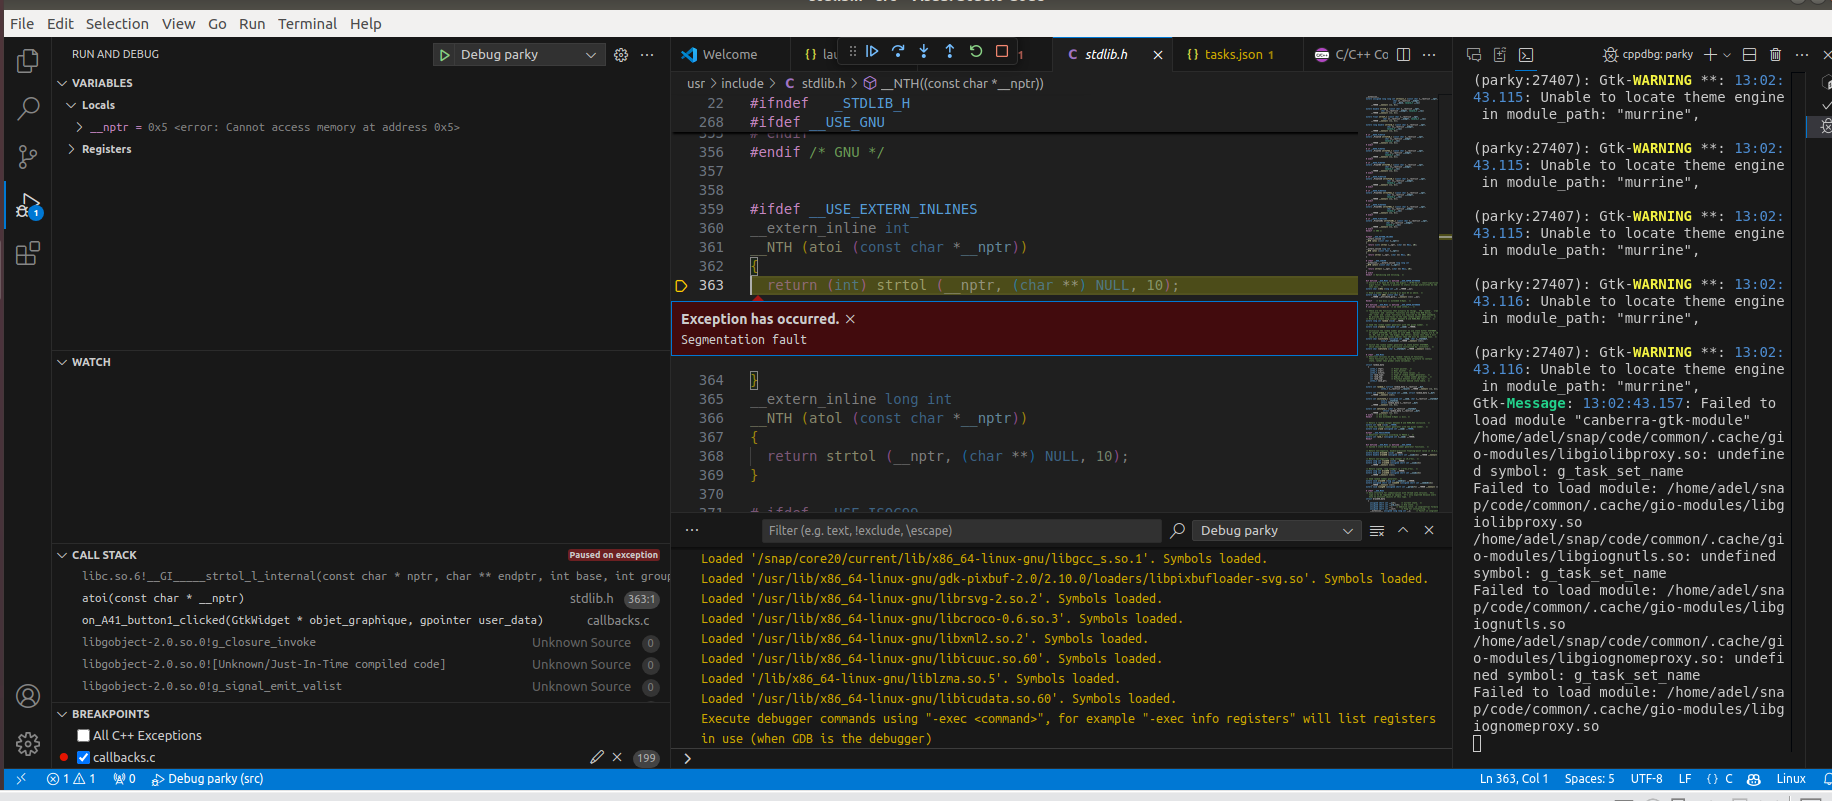 File Edit Selection View Go Run Terminal Help
RUN AND DEBUG
Debug parky
VARIABLES
Locals
__nptr = 0x5 <error: Cannot access memory at address 0x5>
Registers
WATCH
CALL STACK
Paused on exception
libc.so.6!__GI_____strtol_l_internal(const char * nptr, char ** endptr, int base, int group
atoi(const char * __nptr) stdlib.h 363:1
on_A41_button1_clicked(GtkWidget * objet_graphique, gpointer user_data) callbacks.c
libgobject-2.0.so.0!g_closure_invoke Unknown Source 0
libgobject-2.0.so.0![Unknown/Just-In-Time compiled code] Unknown Source 0
libgobject-2.0.so.0!g_signal_emit_valist Unknown Source 0
BREAKPOINTS
All C++ Exceptions
callbacks.c 199
Welcome {} lau 1 C stdlib.h {} tasks.json 1 C/C++ Co
usr > include > C stdlib.h > __NTH((const char *__nptr))
22 #ifndef _STDLIB_H
268 #ifdef __USE_GNU
356 #endif /* GNU */
357
358
359 #ifdef __USE_EXTERN_INLINES
360 __extern_inline int
361 __NTH (atoi (const char *__nptr))
362 {
363 return (int) strtol (__nptr, (char **) NULL, 10);
Exception has occurred.
Segmentation fault
364 }
365 __extern_inline long int
366 __NTH (atol (const char *__nptr))
367 {
368 return strtol (__nptr, (char **) NULL, 10);
369 }
370
Filter (e.g. text, !exclude, \escape)
Debug parky
Loaded '/snap/core20/current/lib/x86_64-linux-gnu/libgcc_s.so.1'. Symbols loaded.
Loaded '/usr/lib/x86_64-linux-gnu/gdk-pixbuf-2.0/2.10.0/loaders/libpixbufloader-svg.so'. Symbols loaded.
Loaded '/usr/lib/x86_64-linux-gnu/librsvg-2.so.2'. Symbols loaded.
Loaded '/usr/lib/x86_64-linux-gnu/libcroco-0.6.so.3'. Symbols loaded.
Loaded '/usr/lib/x86_64-linux-gnu/libxml2.so.2'. Symbols loaded.
Loaded '/usr/lib/x86_64-linux-gnu/libicuuc.so.60'. Symbols loaded.
Loaded '/lib/x86_64-linux-gnu/liblzma.so.5'. Symbols loaded.
Loaded '/usr/lib/x86_64-linux-gnu/libicudata.so.60'. Symbols loaded.
Execute debugger commands using "-exec <command>", for example "-exec info registers" will list registers
in use (when GDB is the debugger)
cppdbg: parky
(parky:27407): Gtk-WARNING **: 13:02:
43.115: Unable to locate theme engine
in module_path: "murrine",
(parky:27407): Gtk-WARNING **: 13:02:
43.115: Unable to locate theme engine
in module_path: "murrine",
(parky:27407): Gtk-WARNING **: 13:02:
43.115: Unable to locate theme engine
in module_path: "murrine",
(parky:27407): Gtk-WARNING **: 13:02:
43.116: Unable to locate theme engine
in module_path: "murrine",
(parky:27407): Gtk-WARNING **: 13:02:
43.116: Unable to locate theme engine
in module_path: "murrine",
Gtk-Message: 13:02:43.157: Failed to
load module "canberra-gtk-module"
/home/adel/snap/code/common/.cache/gi
o-modules/libgiolibproxy.so: undefine
d symbol: g_task_set_name
Failed to load module: /home/adel/sna
p/code/common/.cache/gio-modules/libg
iolibproxy.so
/home/adel/snap/code/common/.cache/gi
o-modules/libgiognutls.so: undefined
symbol: g_task_set_name
Failed to load module: /home/adel/sna
p/code/common/.cache/gio-modules/libg
iognutls.so
/home/adel/snap/code/common/.cache/gi
o-modules/libgiognomeproxy.so: undefi
ned symbol: g_task_set_name
Failed to load module: /home/adel/sna
p/code/common/.cache/gio-modules/libg
iognomeproxy.so
1 1 0 Debug parky (src) Ln 363, Col 1 Spaces: 5 UTF-8 LF {} C Linux